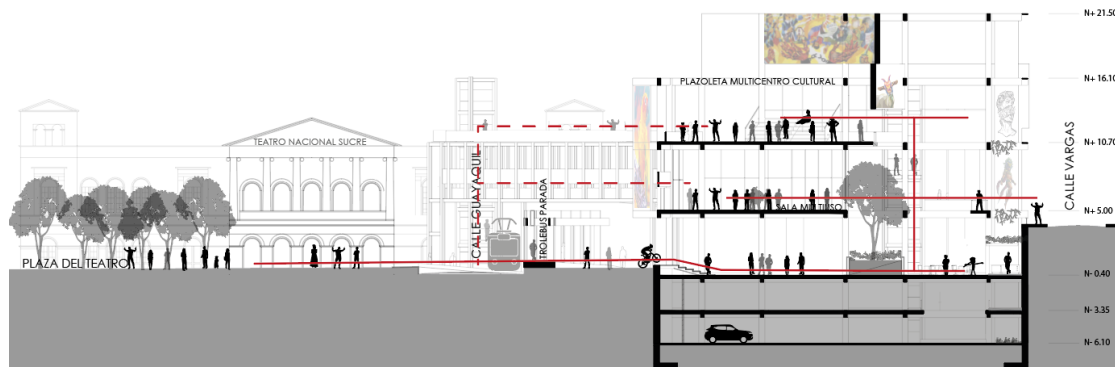 N+ 21.50
PLAZOLETA MULTICENTRO CULTURAL
N+ 16.10
TEATRO NACIONAL SUCRE
N+ 10.70
CALLE GUAYAQUIL
TROLEBUS PARADA
SALA MULTIUSO
CALLE VARGAS
N+ 5.00
PLAZA DEL TEATRO
N- 0.40
N- 3.35
N- 6.10